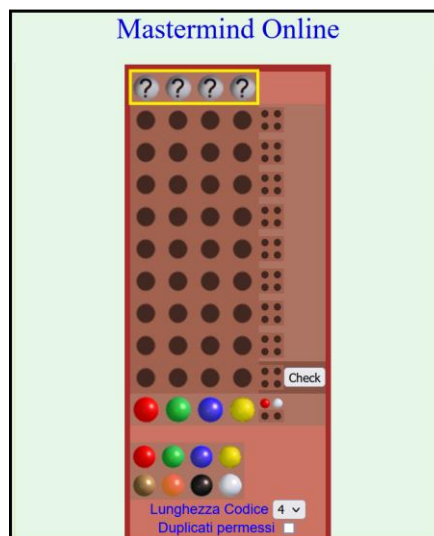 Mastermind Online
? ? ? ?
Check
Lunghezza Codice 4
Duplicati permessi